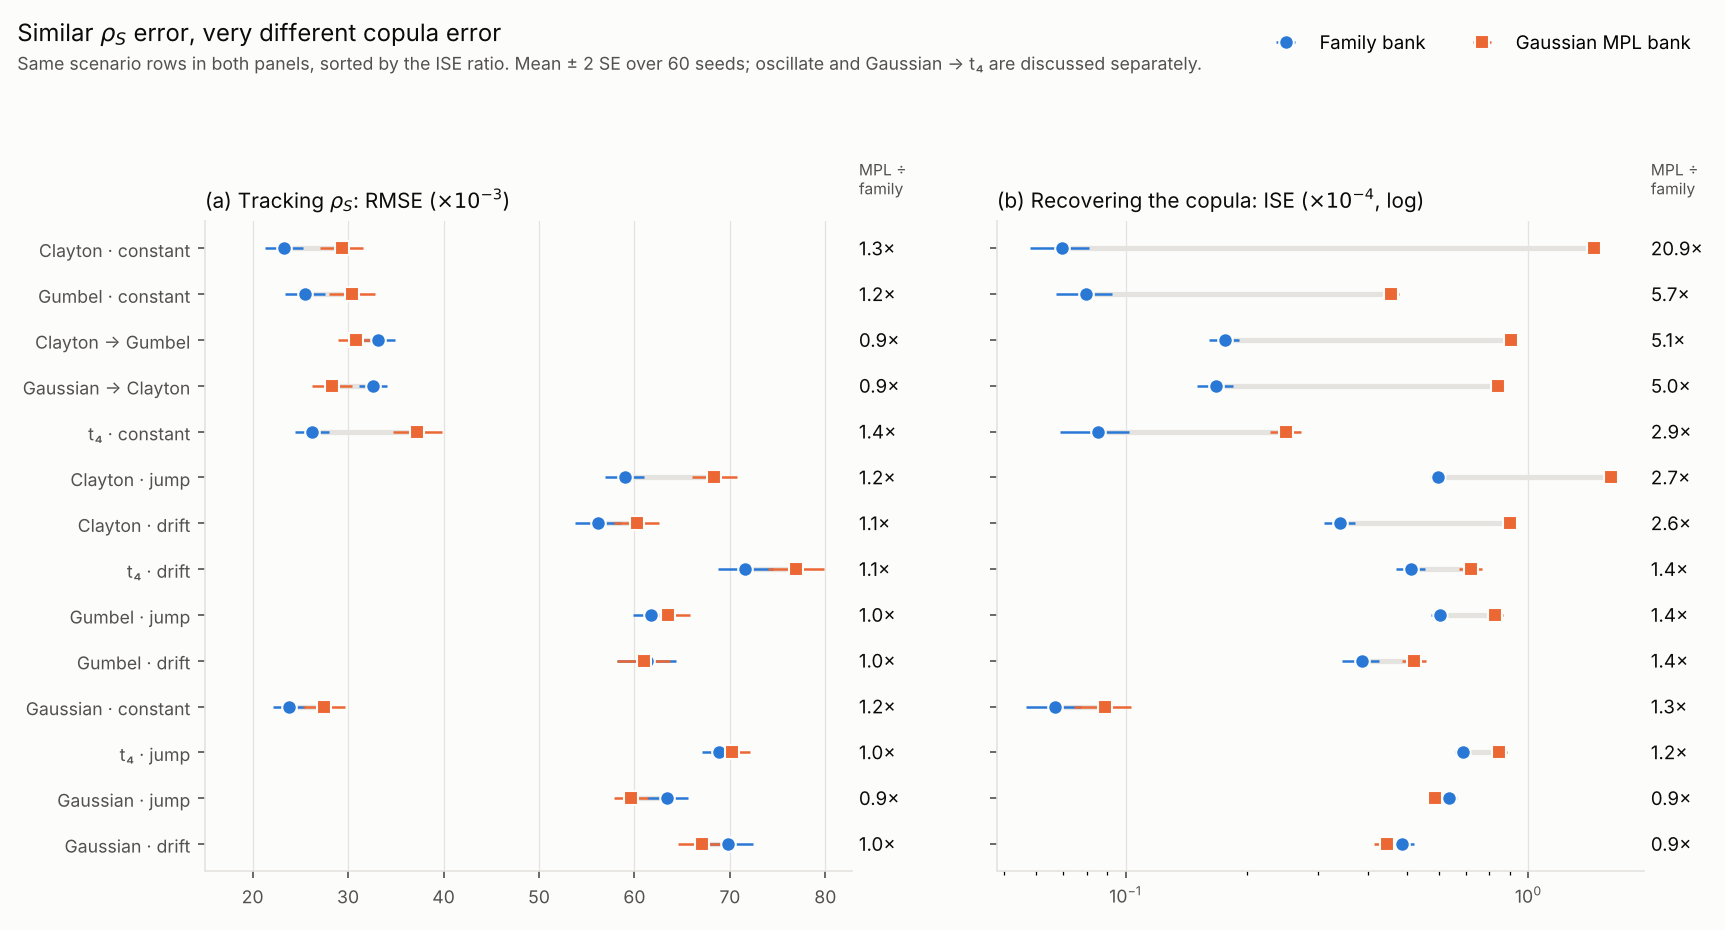 Similar ρS error, very different copula error
Same scenario rows in both panels, sorted by the ISE ratio. Mean ± 2 SE over 60 seeds; oscillate and Gaussian → t₄ are discussed separately.
Family bank
Gaussian MPL bank
(a) Tracking ρS: RMSE (×10⁻³)
MPL ÷
family
(b) Recovering the copula: ISE (×10⁻⁴, log)
MPL ÷
family
Clayton · constant 1.3× 20.9×
Gumbel · constant 1.2× 5.7×
Clayton → Gumbel 0.9× 5.1×
Gaussian → Clayton 0.9× 5.0×
t₄ · constant 1.4× 2.9×
Clayton · jump 1.2× 2.7×
Clayton · drift 1.1× 2.6×
t₄ · drift 1.1× 1.4×
Gumbel · jump 1.0× 1.4×
Gumbel · drift 1.0× 1.4×
Gaussian · constant 1.2× 1.3×
t₄ · jump 1.0× 1.2×
Gaussian · jump 0.9× 0.9×
Gaussian · drift 1.0× 0.9×
20 30 40 50 60 70 80
10⁻¹ 10⁰